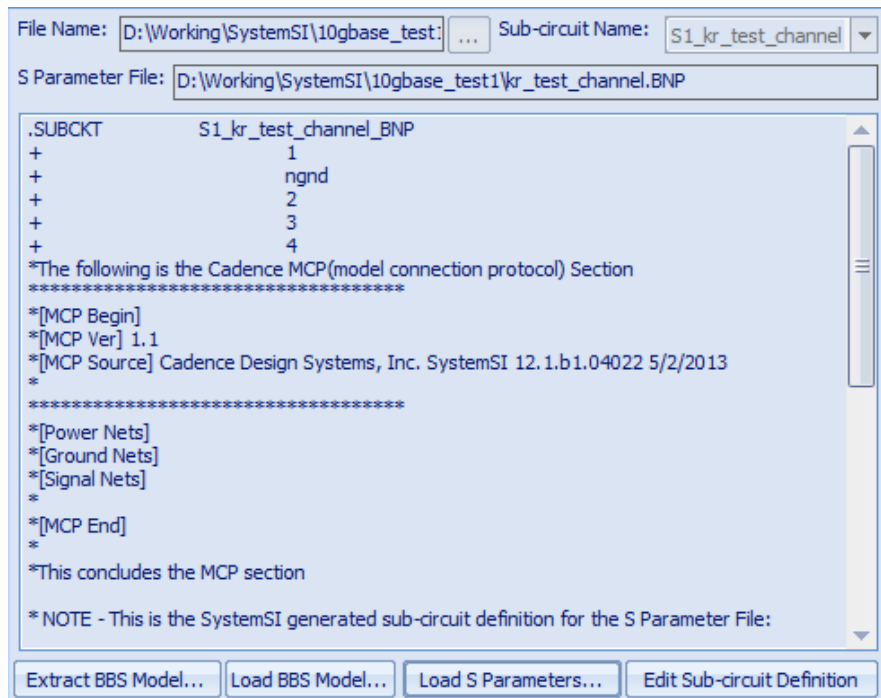 File Name: D:\Working\SystemSI\10gbase_test1 ... Sub-circuit Name: S1_kr_test_channel
S Parameter File: D:\Working\SystemSI\10gbase_test1\kr_test_channel.BNP
.SUBCKT S1_kr_test_channel_BNP
+ 1
+ ngnd
+ 2
+ 3
+ 4
*The following is the Cadence MCP(model connection protocol) Section
***********************************
*[MCP Begin]
*[MCP Ver] 1.1
*[MCP Source] Cadence Design Systems, Inc. SystemSI 12.1.b1.04022 5/2/2013
*
***********************************
*[Power Nets]
*[Ground Nets]
*[Signal Nets]
*
*[MCP End]
*
*This concludes the MCP section
* NOTE - This is the SystemSI generated sub-circuit definition for the S Parameter File:
Extract BBS Model... Load BBS Model... Load S Parameters... Edit Sub-circuit Definition